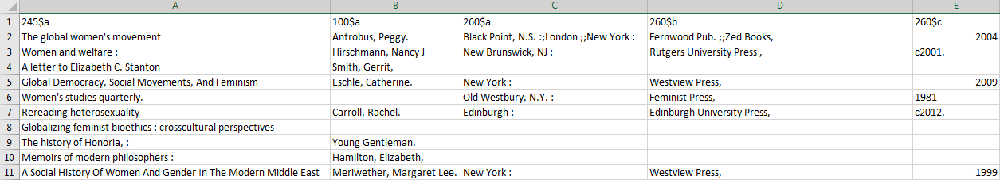 A B C D E
1 245$a 100$a 260$a 260$b 260$c
2 The global women's movement Antrobus, Peggy. Black Point, N.S. :;London ;;New York : Fernwood Pub. ;;Zed Books, 2004
3 Women and welfare : Hirschmann, Nancy J New Brunswick, NJ : Rutgers University Press , c2001.
4 A letter to Elizabeth C. Stanton Smith, Gerrit,
5 Global Democracy, Social Movements, And Feminism Eschle, Catherine. New York : Westview Press, 2009
6 Women's studies quarterly. Old Westbury, N.Y. : Feminist Press, 1981-
7 Rereading heterosexuality Carroll, Rachel. Edinburgh : Edinburgh University Press, c2012.
8 Globalizing feminist bioethics : crosscultural perspectives
9 The history of Honoria, : Young Gentleman.
10 Memoirs of modern philosophers : Hamilton, Elizabeth,
11 A Social History Of Women And Gender In The Modern Middle East Meriwether, Margaret Lee. New York : Westview Press, 1999